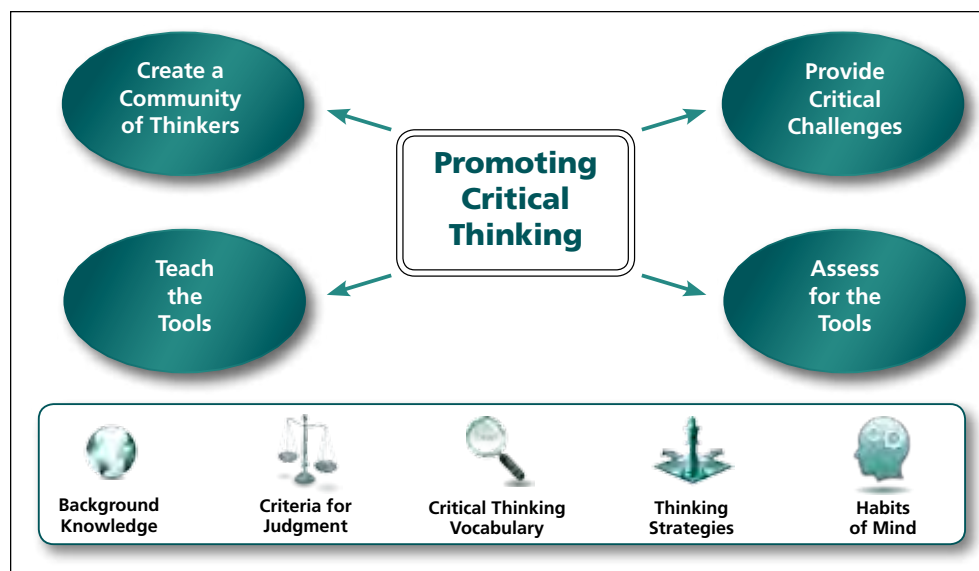 Create a
Community
of Thinkers
Provide
Critical
Challenges
Promoting
Critical
Thinking
Teach
the
Tools
Assess
for the
Tools
Background
Knowledge
Criteria for
Judgment
Critical Thinking
Vocabulary
Thinking
Strategies
Habits
of Mind